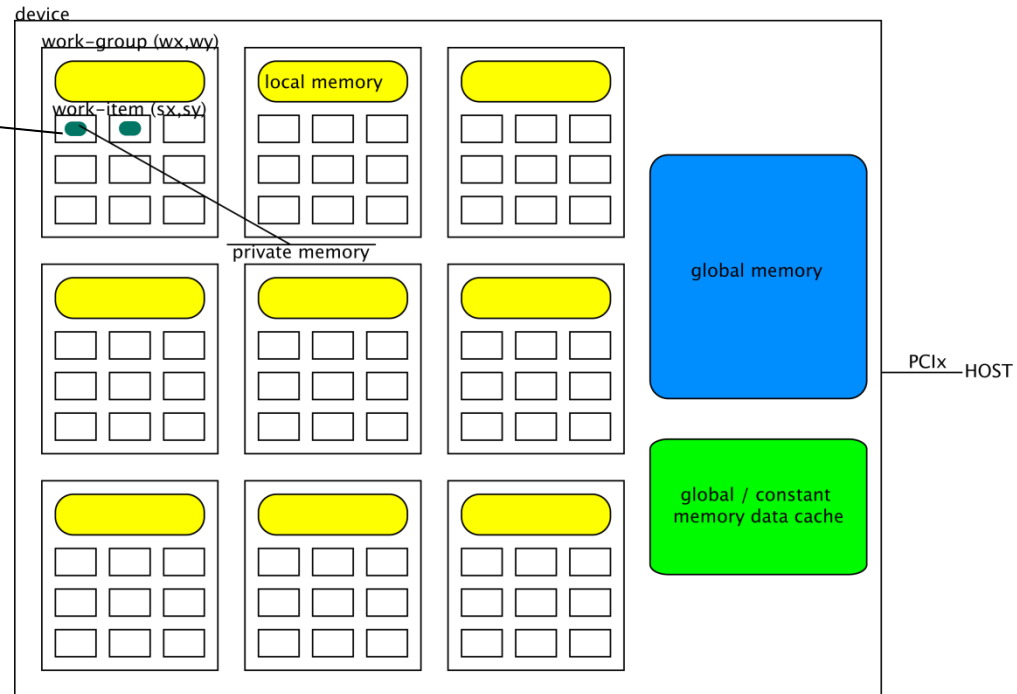 device
work-group (wx,wy)
local memory
work-item (sx,sy)
private memory
global memory
PCIx
HOST
global / constant
memory data cache